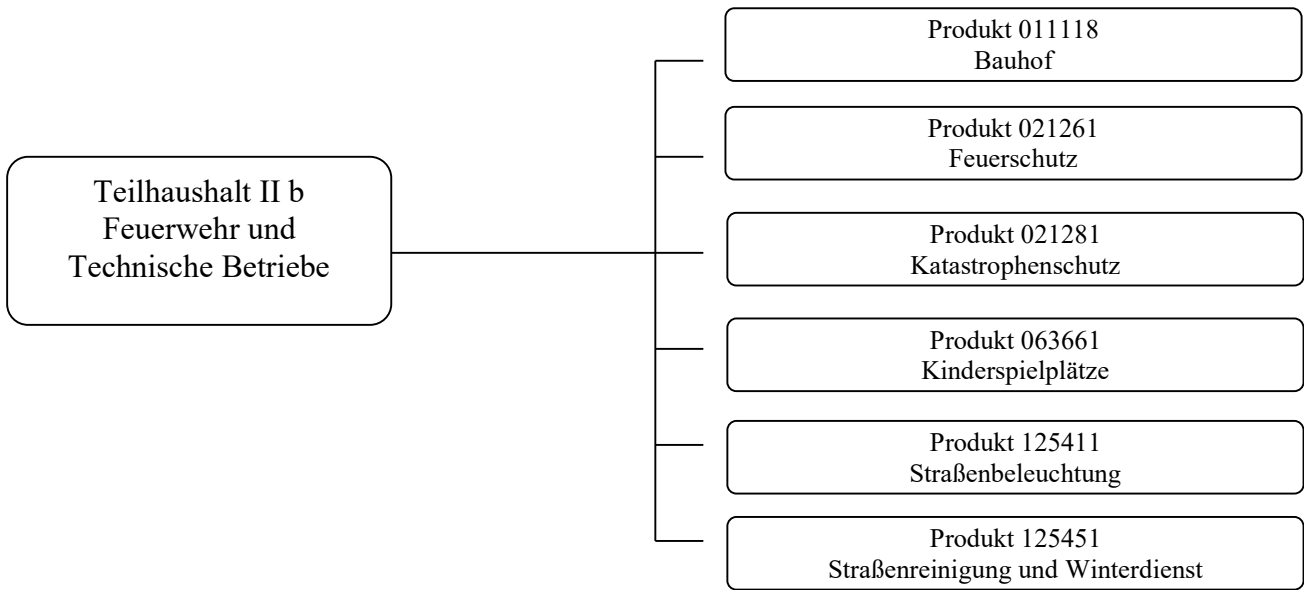 Teilhaushalt II b
Feuerwehr und
Technische Betriebe
Produkt 011118
Bauhof
Produkt 021261
Feuerschutz
Produkt 021281
Katastrophenschutz
Produkt 063661
Kinderspielplätze
Produkt 125411
Straßenbeleuchtung
Produkt 125451
Straßenreinigung und Winterdienst